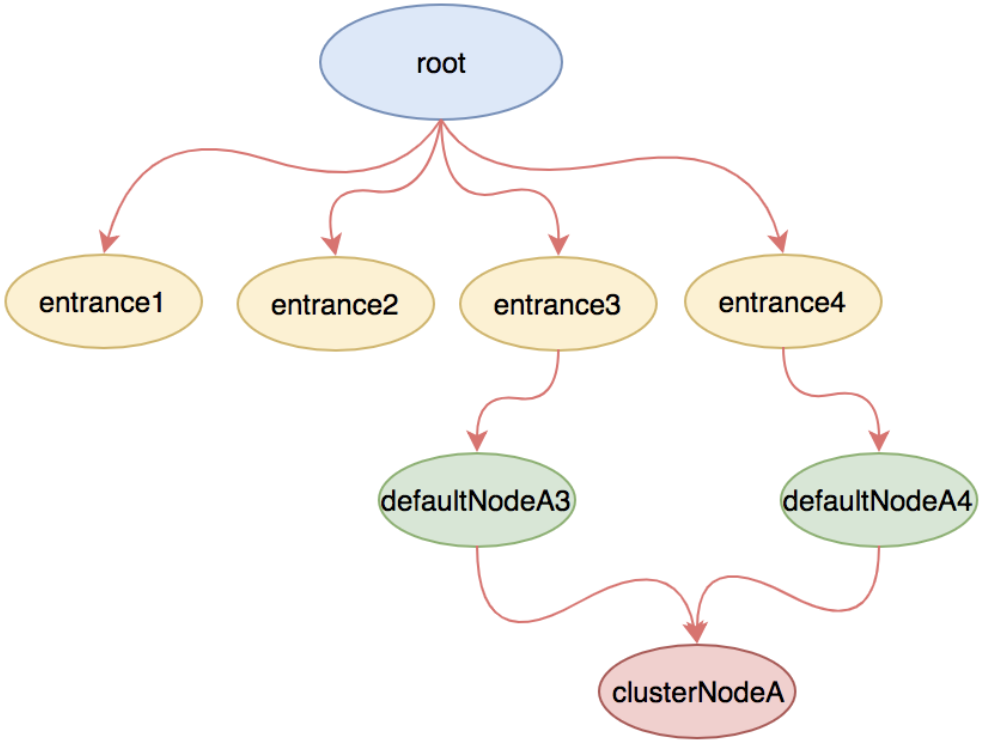 root
entrance1
entrance2
entrance3
entrance4
defaultNodeA3
defaultNodeA4
clusterNodeA